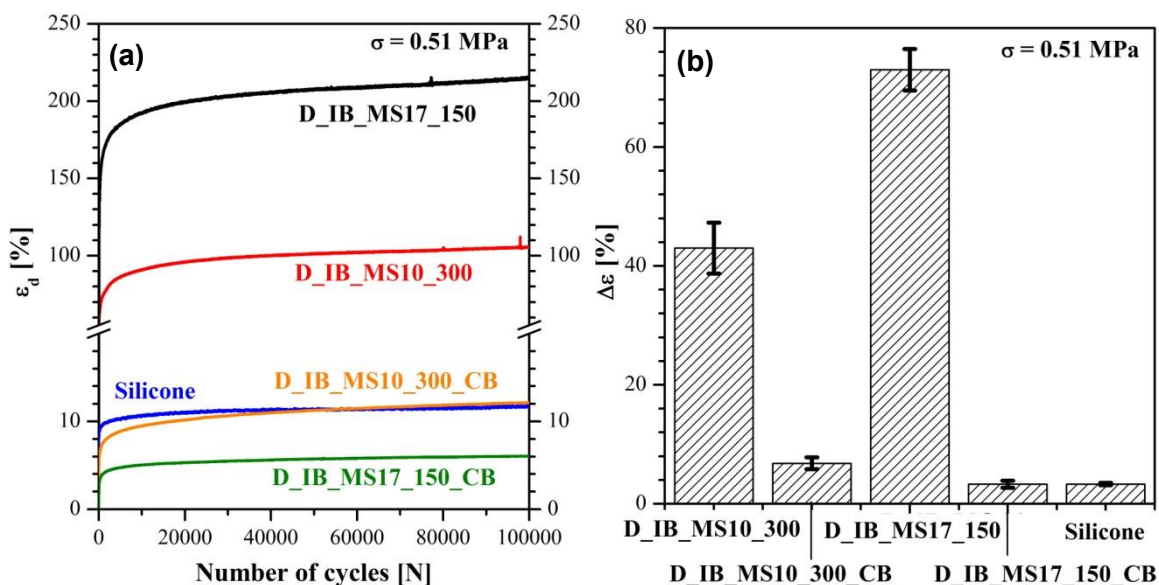 (a)
σ = 0.51 MPa
250
200
150
100
10
0
250
200
150
100
10
0
εd [%]
D_IB_MS17_150
D_IB_MS10_300
Silicone
D_IB_MS10_300_CB
D_IB_MS17_150_CB
0 20000 40000 60000 80000 100000
Number of cycles [N]
(b)
σ = 0.51 MPa
80
60
40
20
0
Δε [%]
D_IB_MS10_300 D_IB_MS17_150 Silicone
D_IB_MS10_300_CB D_IB_MS17_150_CB